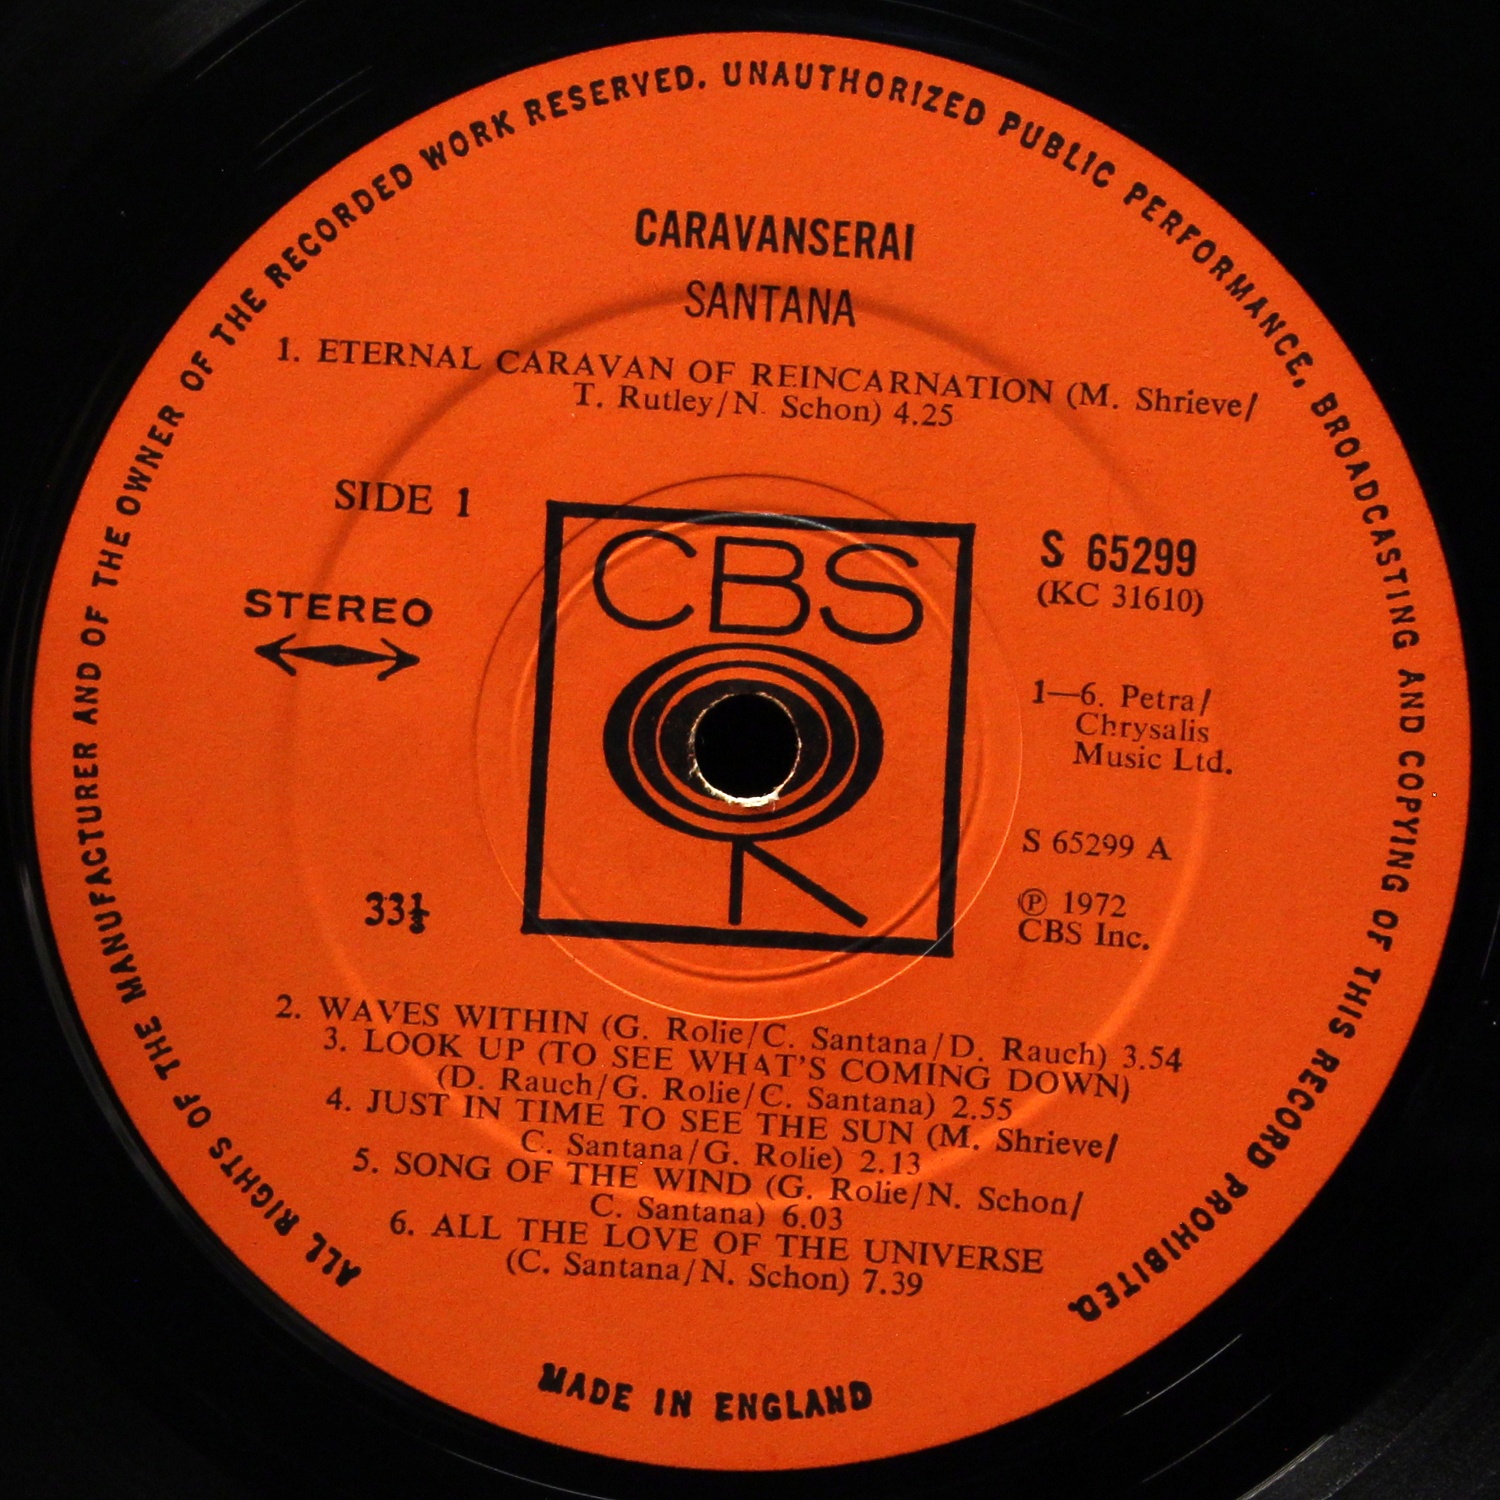 ALL RIGHTS OF THE MANUFACTURER AND OF THE OWNER OF THE RECORDED WORK RESERVED. UNAUTHORIZED PUBLIC PERFORMANCE, BROADCASTING AND COPYING OF THIS RECORD PROHIBITED.
CARAVANSERAI
SANTANA
1. ETERNAL CARAVAN OF REINCARNATION (M. Shrieve/
T. Rutley/N. Schon) 4.25
SIDE 1
STEREO
33⅓
CBS
S 65299
(KC 31610)
1—6. Petra/
Chrysalis
Music Ltd.
S 65299 A
℗ 1972
CBS Inc.
2. WAVES WITHIN (G. Rolie/C. Santana/D. Rauch) 3.54
3. LOOK UP (TO SEE WHAT'S COMING DOWN)
(D. Rauch/G. Rolie/C. Santana) 2.55
4. JUST IN TIME TO SEE THE SUN (M. Shrieve/
C. Santana/G. Rolie) 2.13
5. SONG OF THE WIND (G. Rolie/N. Schon/
C. Santana) 6.03
6. ALL THE LOVE OF THE UNIVERSE
(C. Santana/N. Schon) 7.39
MADE IN ENGLAND